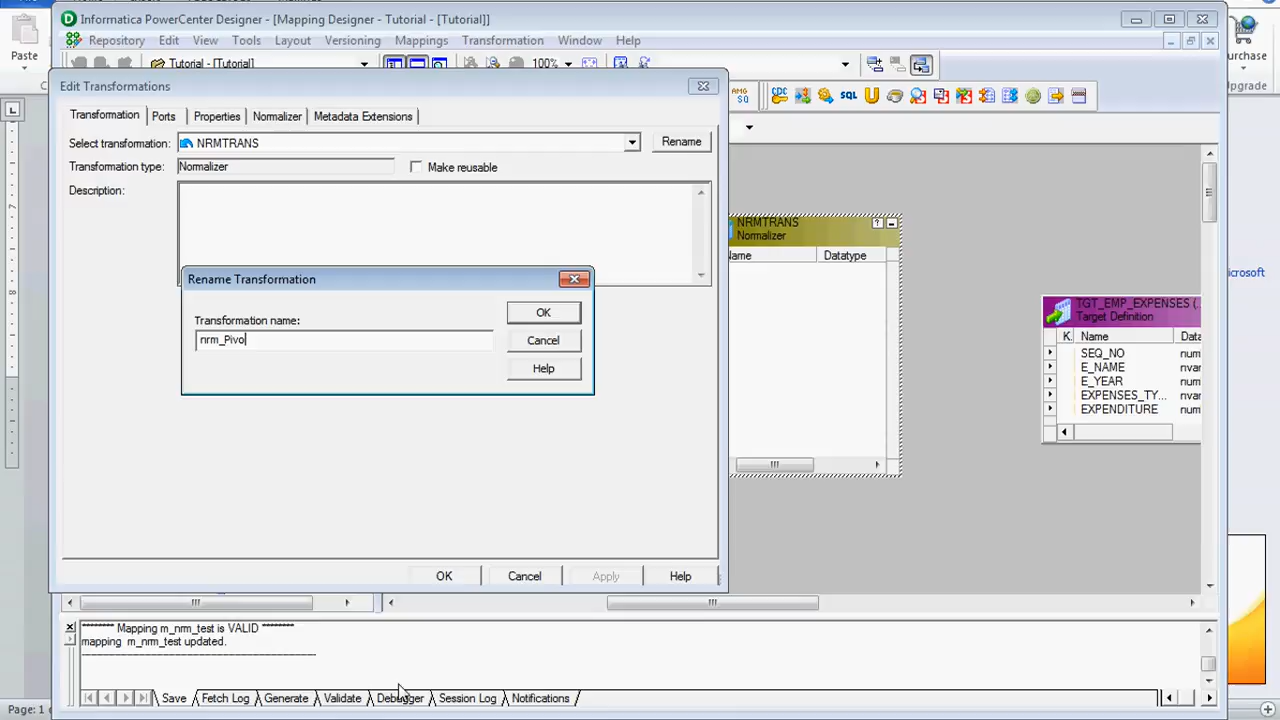 Informatica PowerCenter Designer - [Mapping Designer - Tutorial - [Tutorial]]
Paste
Repository Edit View Tools Layout Versioning Mappings Transformation Window Help
Tutorial - [Tutorial]
100%
Edit Transformations
SQL
Upgrade
Transformation Ports Properties Normalizer Metadata Extensions
Select transformation: NRMTRANS Rename
Transformation type: Normalizer Make reusable
Description:
NRMTRANS
Normalizer
Name Datatype
Rename Transformation
Transformation name:
nrm_Pivo
OK
Cancel
Help
TGT_EMP_EXPENSES (...
Target Definition
K. Name Data
SEQ_NO num
E_NAME nvar
E_YEAR num
EXPENSES_TY... nvar
EXPENDITURE num
OK Cancel Apply Help
******** Mapping m_nrm_test is VALID ********
mapping m_nrm_test updated.
Save Fetch Log Generate Validate Debugger Session Log Notifications
Page: 1